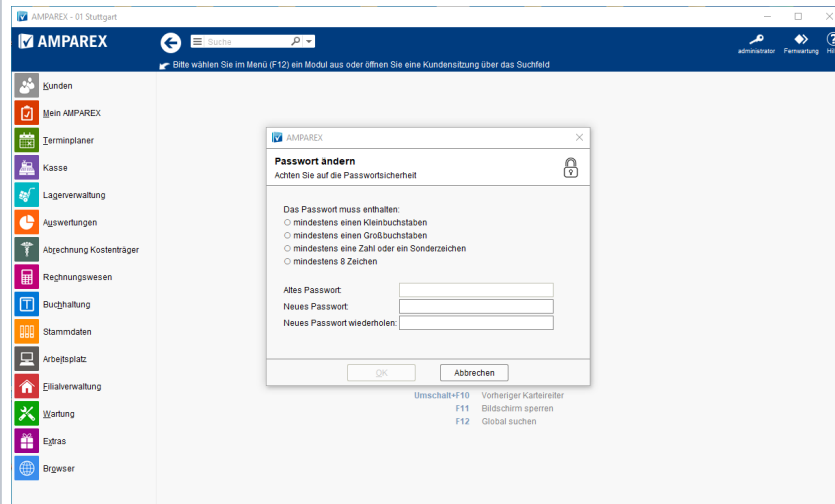 AMPAREX - 01 Stuttgart
AMPAREX
Suche
administrator
Fernwartung
Bitte wählen Sie im Menü (F12) ein Modul aus oder öffnen Sie eine Kundensitzung über das Suchfeld
Kunden
Mein AMPAREX
Terminplaner
Kasse
Lagerverwaltung
Auswertungen
Abrechnung Kostenträger
Rechnungswesen
Buchhaltung
Stammdaten
Arbeitsplatz
Filialverwaltung
Wartung
Extras
Browser
AMPAREX
Passwort ändern
Achten Sie auf die Passwortsicherheit
Das Passwort muss enthalten:
mindestens einen Kleinbuchstaben
mindestens einen Großbuchstaben
mindestens eine Zahl oder ein Sonderzeichen
mindestens 8 Zeichen
Altes Passwort:
Neues Passwort:
Neues Passwort wiederholen:
OK
Abbrechen
Umschalt+F10 Vorheriger Karteireiter
F11 Bildschirm sperren
F12 Global suchen